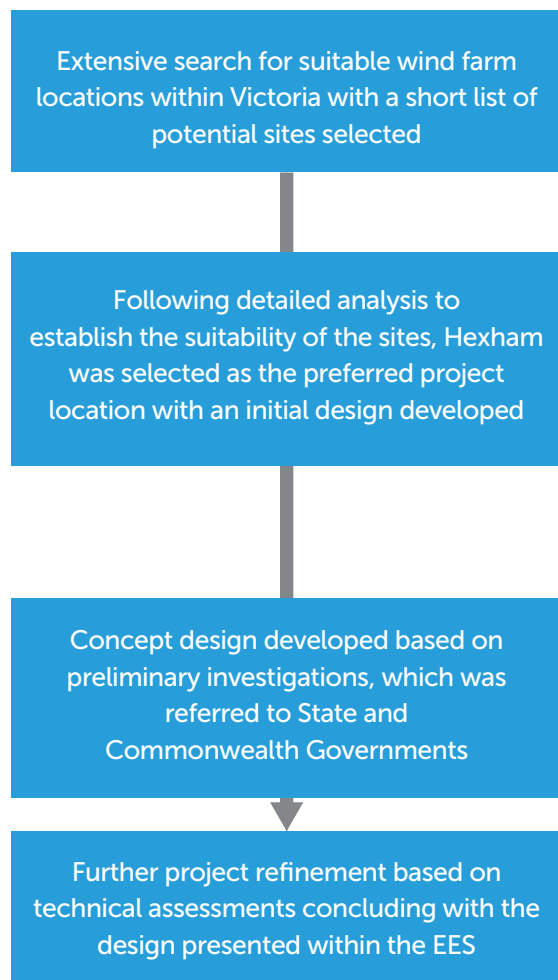 Extensive search for suitable wind farm
locations within Victoria with a short list of
potential sites selected
Following detailed analysis to
establish the suitability of the sites, Hexham
was selected as the preferred project
location with an initial design developed
Concept design developed based on
preliminary investigations, which was
referred to State and
Commonwealth Governments
Further project refinement based on
technical assessments concluding with the
design presented within the EES